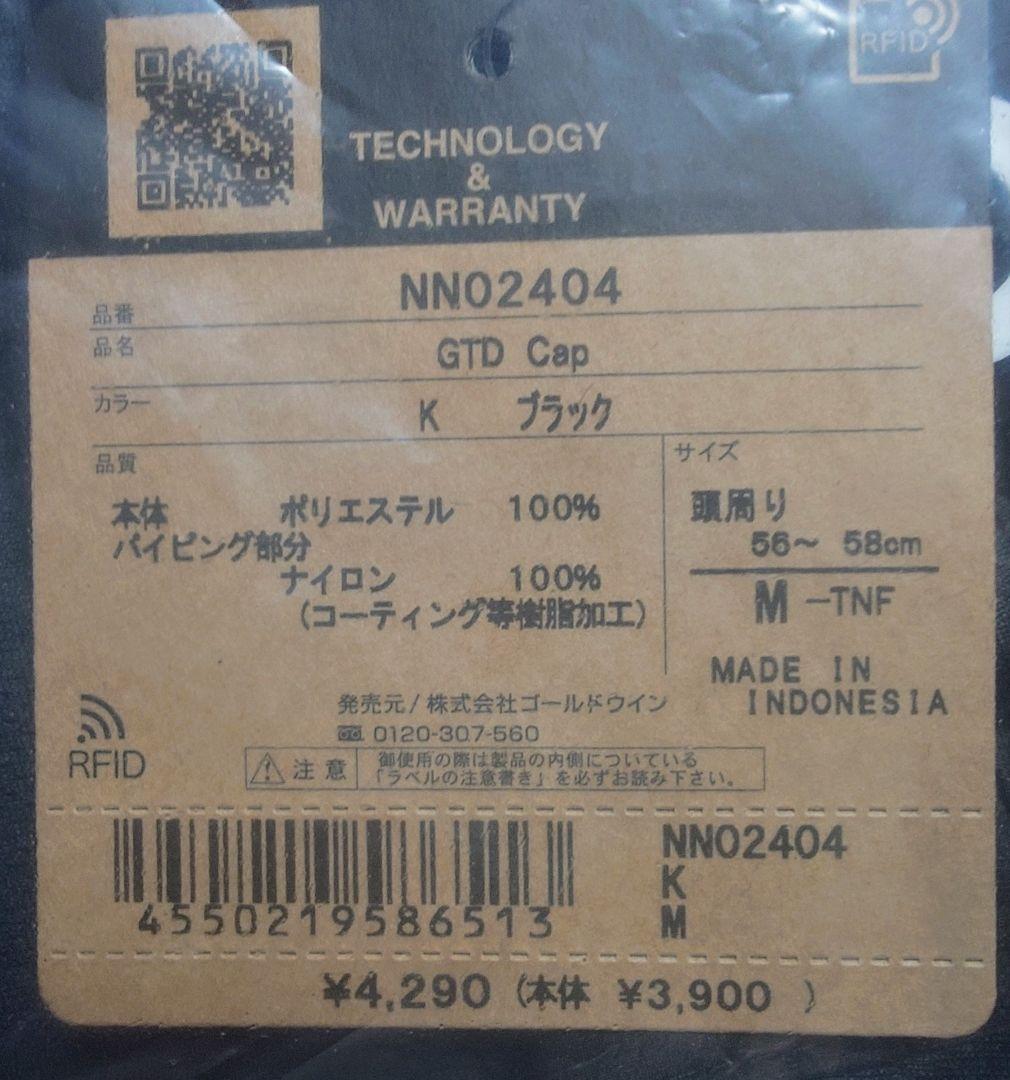 RFID
TECHNOLOGY
&
WARRANTY
品番 NN02404
品名 GTD Cap
カラー K ブラック
品質
サイズ
本体 ポリエステル 100%
パイピング部分
ナイロン 100%
(コーティング等樹脂加工)
頭周り
56～ 58cm
M -TNF
MADE IN
INDONESIA
発売元/株式会社ゴールドウイン
0120-307-560
RFID
注意
御使用の際は製品の内側についている
「ラベルの注意書き」を必ずお読み下さい。
4550219586513
NN02404
K
M
¥4,290 (本体 ¥3,900 )